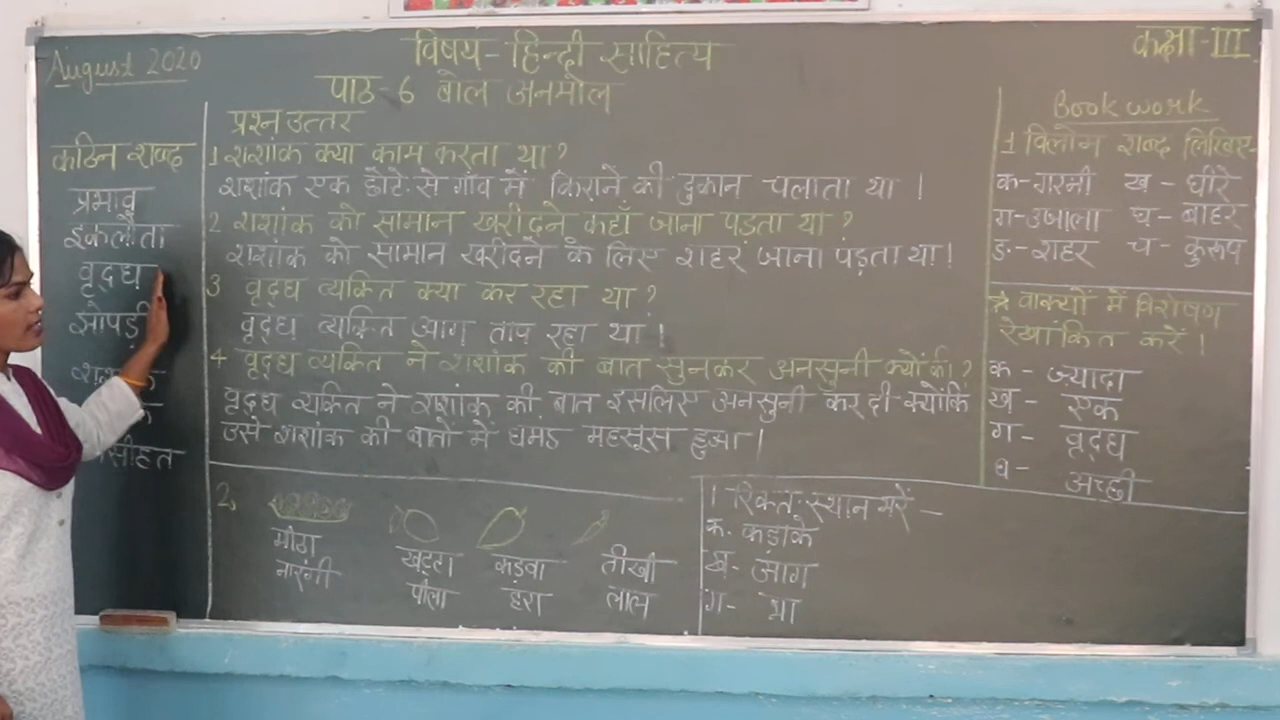 August 2020
विषय - हिन्दी साहित्य
कक्षा - III
पाठ - 6 बोल अनमोल
कठिन शब्द
प्रभाव
इकलौता
वृद्ध
झोपड़ी
सीहत
प्रश्न उत्तर
1 शशांक क्या काम करता था?
शशांक एक छोटे से गाँव में किराने की दुकान चलाता था।
2 शशांक को सामान खरीदने कहाँ जाना पड़ता था?
शशांक को सामान खरीदने के लिए शहर जाना पड़ता था।
3 वृद्ध व्यक्ति क्या कर रहा था?
वृद्ध व्यक्ति आग ताप रहा था।
4 वृद्ध व्यक्ति ने शशांक की बात सुनकर अनसुनी क्यों की?
वृद्ध व्यक्ति ने शशांक की बात इसलिए अनसुनी कर दी क्योंकि
उसे शशांक की बातों में घमंड महसूस हुआ।
2.
मीठा खट्टा कड़वा तीखी
नारंगी पीला हरा लाल
1 रिक्त स्थान भरें -
क. कड़ाके
ख - आग
ग -
Book work
1 विलोम शब्द लिखिए -
क - गरमी ख - धीरे
ग - उजाला घ - बाहर
ङ - शहर च - कुरूप
☆ वाक्यों में विशेषण
रेखांकित करें।
क - ज़्यादा
ख - एक
ग - वृद्ध
घ - अच्छी